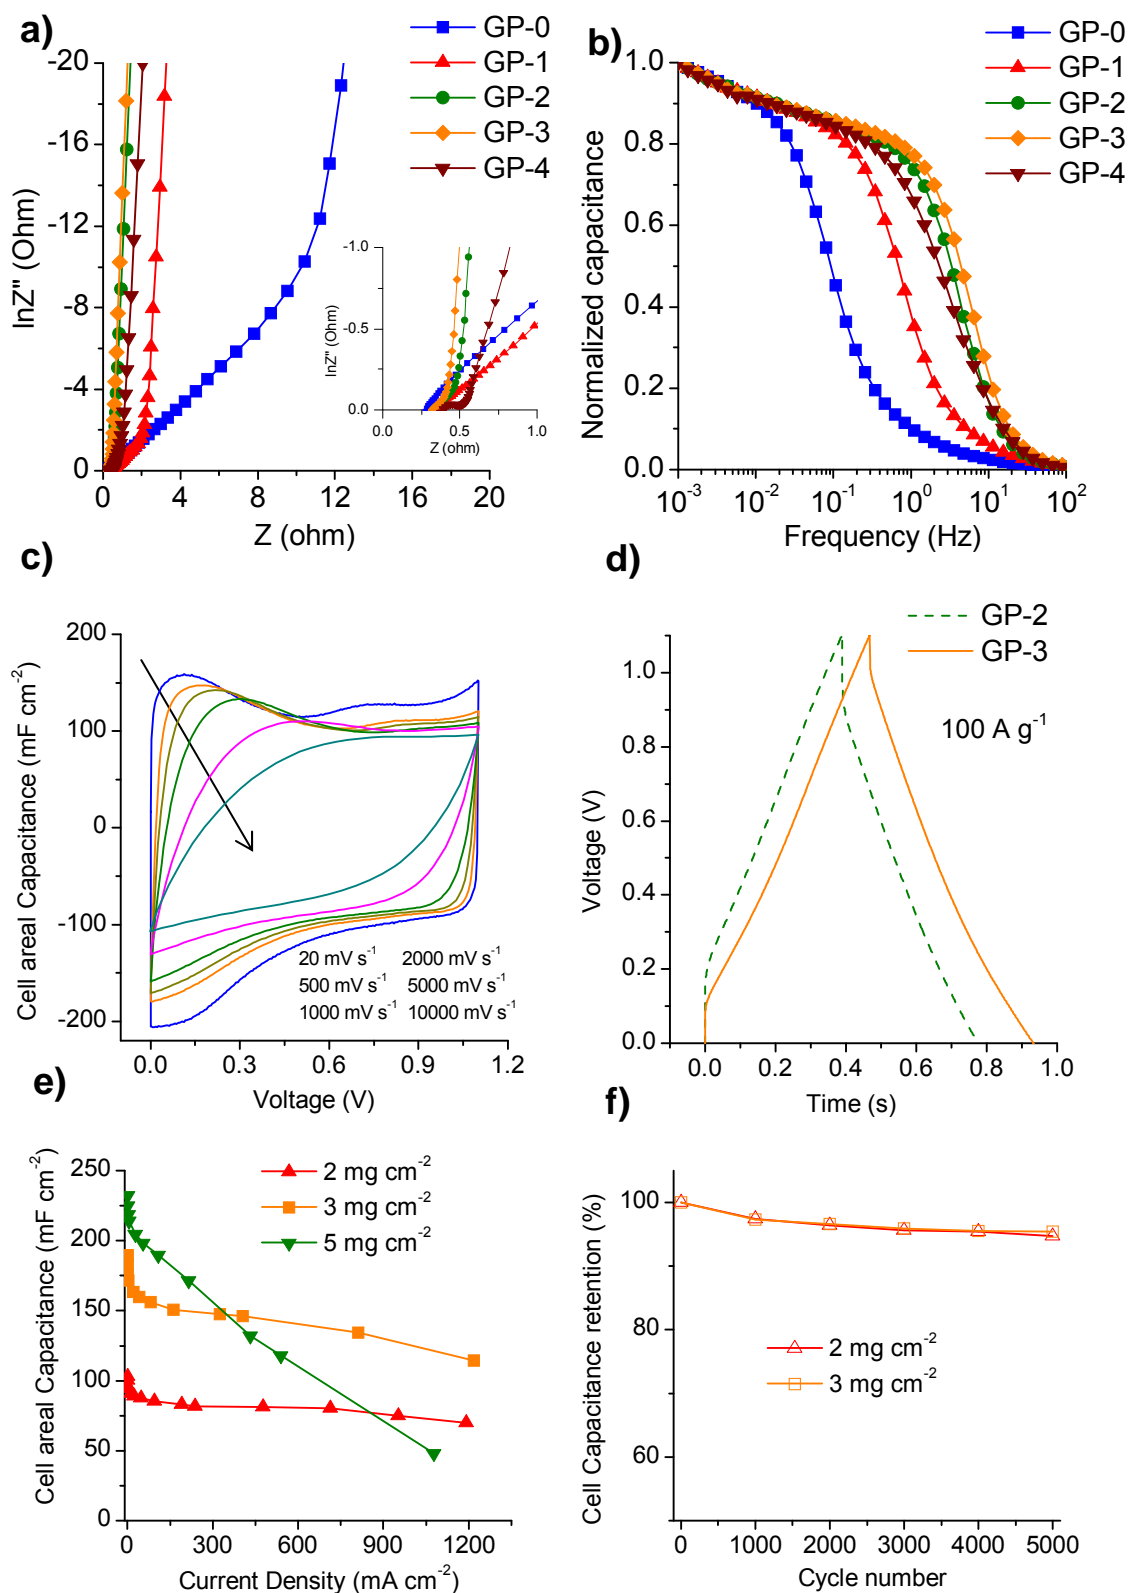 a)
GP-0
GP-1
GP-2
GP-3
GP-4
-20
-16
-12
-8
-4
0
lnZ" (Ohm)
0 4 8 12 16 20
Z (ohm)
-1.0
-0.5
0.0
lnZ" (Ohm)
0.0 0.5 1.0
Z (ohm)
b)
GP-0
GP-1
GP-2
GP-3
GP-4
1.0
0.8
0.6
0.4
0.2
0.0
Normalized capacitance
10⁻³ 10⁻² 10⁻¹ 10⁰ 10¹ 10²
Frequency (Hz)
c)
200
100
0
-100
-200
Cell areal Capacitance (mF cm⁻²)
20 mV s⁻¹ 2000 mV s⁻¹
500 mV s⁻¹ 5000 mV s⁻¹
1000 mV s⁻¹ 10000 mV s⁻¹
0.0 0.3 0.6 0.9 1.2
Voltage (V)
d)
GP-2
GP-3
100 A g⁻¹
1.0
0.8
0.6
0.4
0.2
0.0
Voltage (V)
0.0 0.2 0.4 0.6 0.8 1.0
Time (s)
e)
2 mg cm⁻²
3 mg cm⁻²
5 mg cm⁻²
250
200
150
100
50
0
Cell areal Capacitance (mF cm⁻²)
0 300 600 900 1200
Current Density (mA cm⁻²)
f)
100
80
60
Cell Capacitance retention (%)
2 mg cm⁻²
3 mg cm⁻²
0 1000 2000 3000 4000 5000
Cycle number